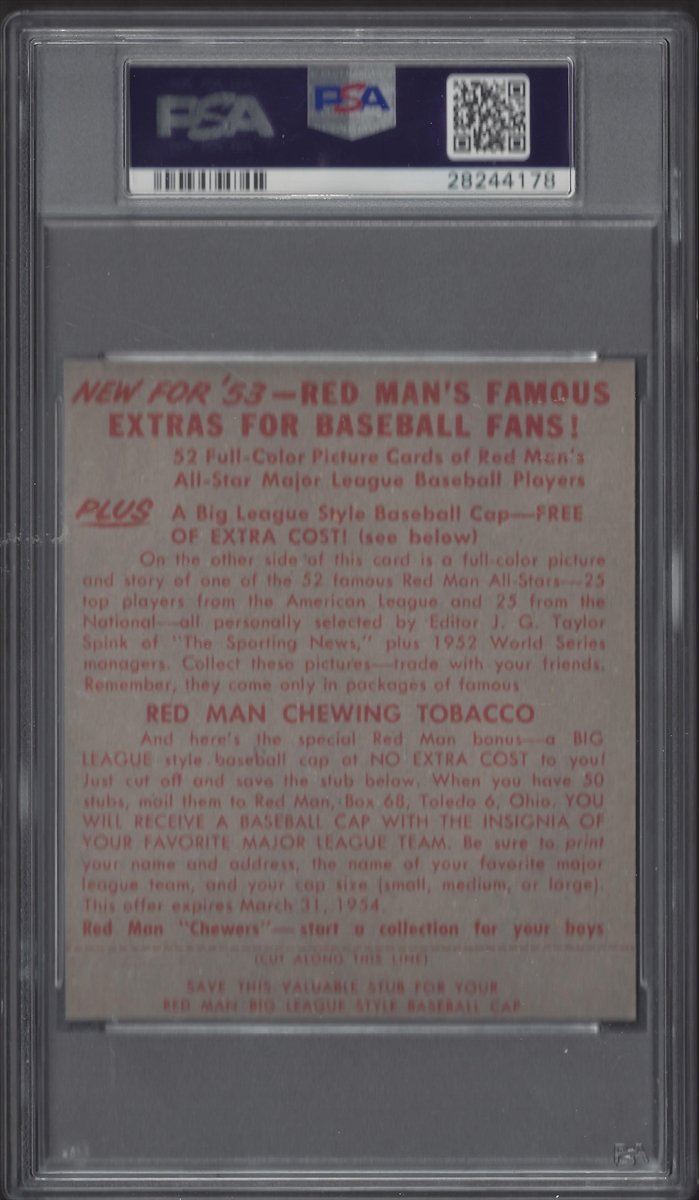 PSA
PSA
28244178
NEW FOR '53—RED MAN'S FAMOUS
EXTRAS FOR BASEBALL FANS!
52 Full-Color Picture Cards of Red Man's
All-Star Major League Baseball Players
PLUS A Big League Style Baseball Cap—FREE
OF EXTRA COST! (see below)
On the other side of this card is a full-color picture
and story of one of the 52 famous Red Man All-Stars—25
top players from the American League and 25 from the
National—all personally selected by Editor J. G. Taylor
Spink of "The Sporting News," plus 1952 World Series
managers. Collect these pictures—trade with your friends.
Remember, they come only in packages of famous
RED MAN CHEWING TOBACCO
And here's the special Red Man bonus—a BIG
LEAGUE style baseball cap at NO EXTRA COST to you!
Just cut off and save the stub below. When you have 50
stubs, mail them to Red Man, Box 68, Toledo 6, Ohio. YOU
WILL RECEIVE A BASEBALL CAP WITH THE INSIGNIA OF
YOUR FAVORITE MAJOR LEAGUE TEAM. Be sure to print
your name and address, the name of your favorite major
league team, and your cap size (small, medium, or large).
This offer expires March 31, 1954.
Red Man "Chewers"—start a collection for your boys
(CUT ALONG THIS LINE)
SAVE THIS VALUABLE STUB FOR YOUR
RED MAN BIG LEAGUE STYLE BASEBALL CAP
PSA